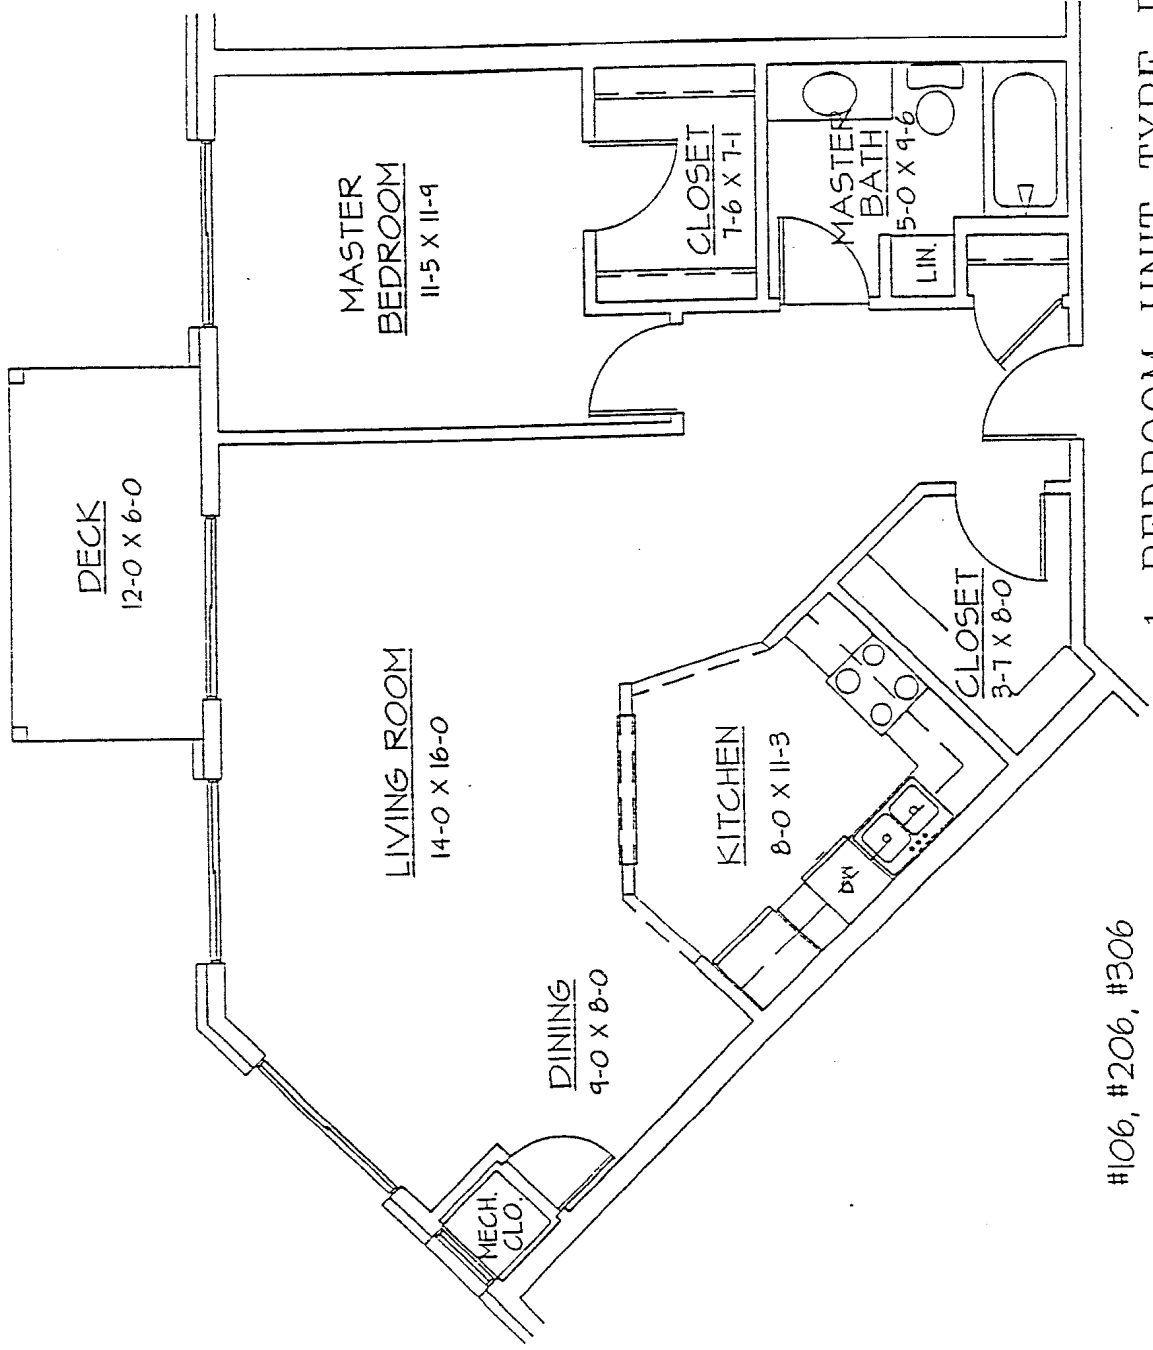 DECK
12-0 X 6-0
MASTER
BEDROOM
11-5 X 11-9
LIVING ROOM
14-0 X 16-0
DINING
9-0 X 8-0
MECH.
CLO.
KITCHEN
8-0 X 11-3
DW
CLOSET
7-6 X 7-1
MASTER
BATH
5-0 X 9-6
LIN.
CLOSET
3-7 X 8-0
#106, #206, #306
1 BEDROOM UNIT TYPE